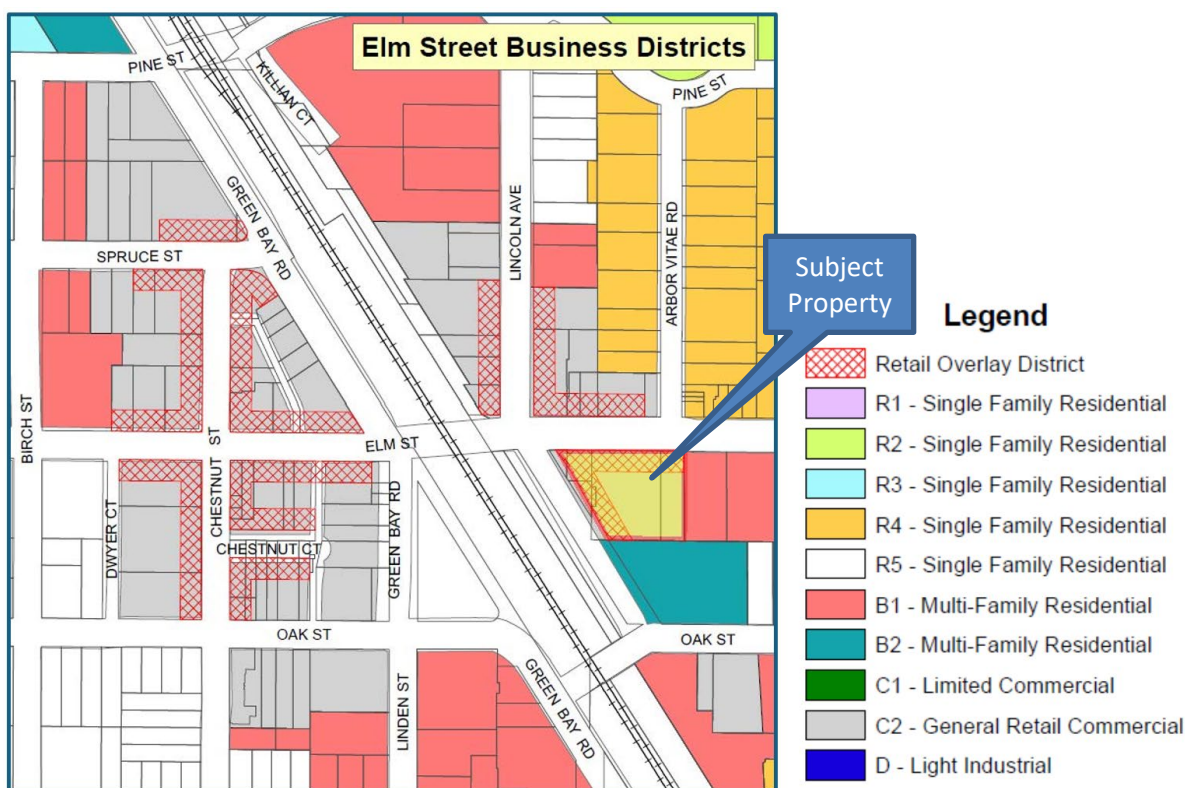 Elm Street Business Districts
PINE ST
KILLIAN CT
PINE ST
GREEN BAY RD
LINCOLN AVE
ARBOR VITAE RD
SPRUCE ST
Subject
Property
BIRCH ST
CHESTNUT ST
ELM ST
DWYER CT
CHESTNUT CT
GREEN BAY RD
OAK ST
OAK ST
LINDEN ST
GREEN BAY RD
Legend
Retail Overlay District
R1 - Single Family Residential
R2 - Single Family Residential
R3 - Single Family Residential
R4 - Single Family Residential
R5 - Single Family Residential
B1 - Multi-Family Residential
B2 - Multi-Family Residential
C1 - Limited Commercial
C2 - General Retail Commercial
D - Light Industrial